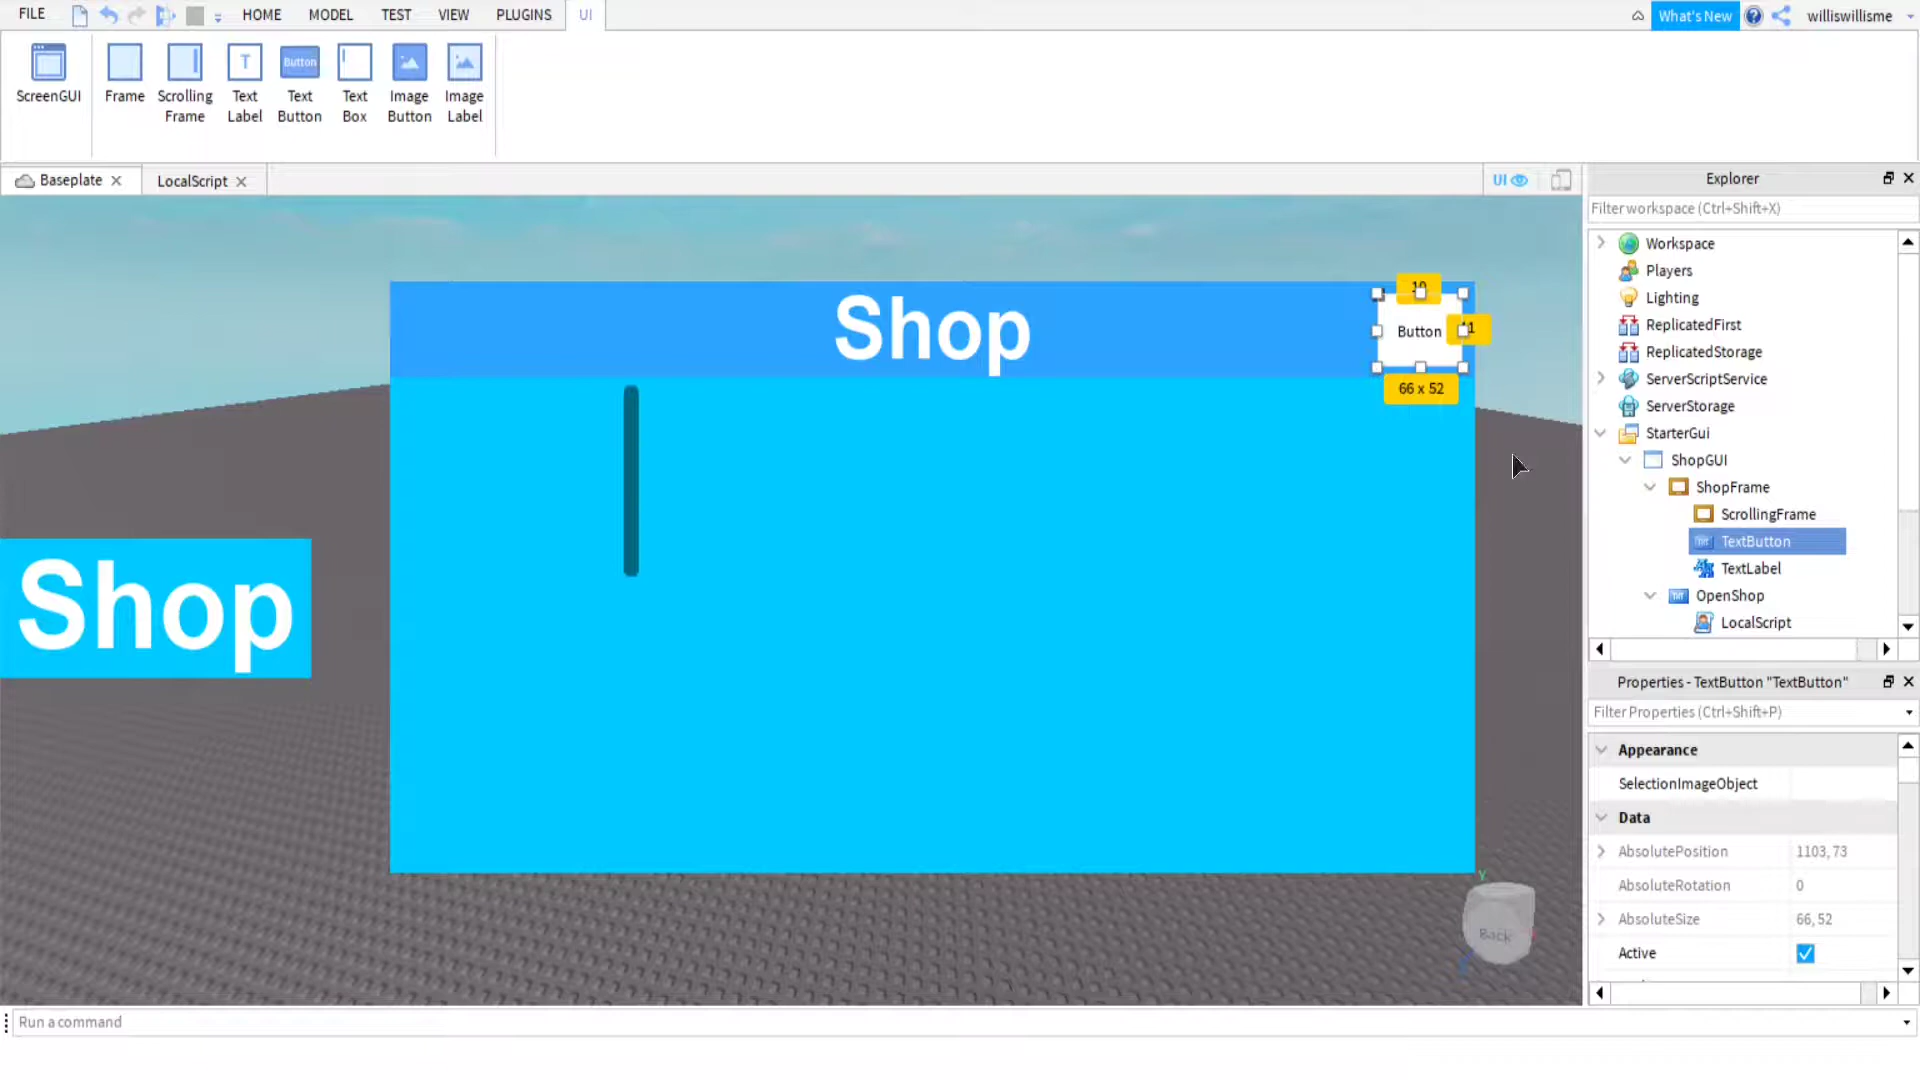 FILE
HOME
MODEL
TEST
VIEW
PLUGINS
UI
What's New
williswillisme
ScreenGUI
Frame
Scrolling
Frame
T
Text
Label
Button
Text
Button
Text
Box
Image
Button
Image
Label
Baseplate
LocalScript
UI
Shop
10
Button
66 x 52
Shop
Back
Y
Explorer
Filter workspace (Ctrl+Shift+X)
Workspace
Players
Lighting
ReplicatedFirst
ReplicatedStorage
ServerScriptService
ServerStorage
StarterGui
ShopGUI
ShopFrame
ScrollingFrame
TextButton
TextLabel
OpenShop
LocalScript
Properties - TextButton "TextButton"
Filter Properties (Ctrl+Shift+P)
Appearance
SelectionImageObject
Data
AbsolutePosition 1103, 73
AbsoluteRotation 0
AbsoluteSize 66, 52
Active
Run a command